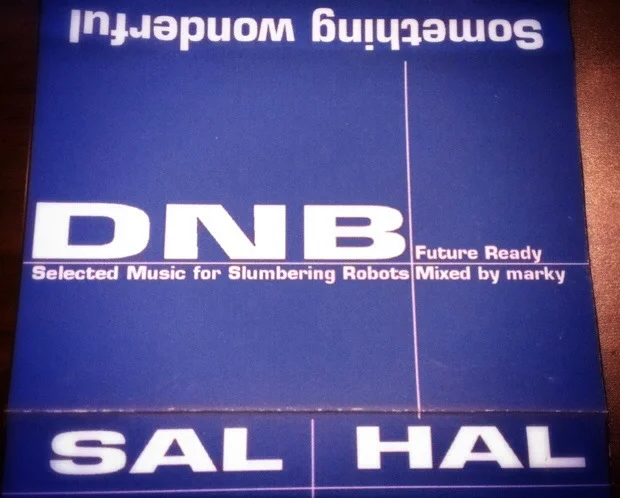 Something wonderful
DNB
Future Ready
Selected Music for Slumbering Robots
Mixed by marky
SAL
HAL